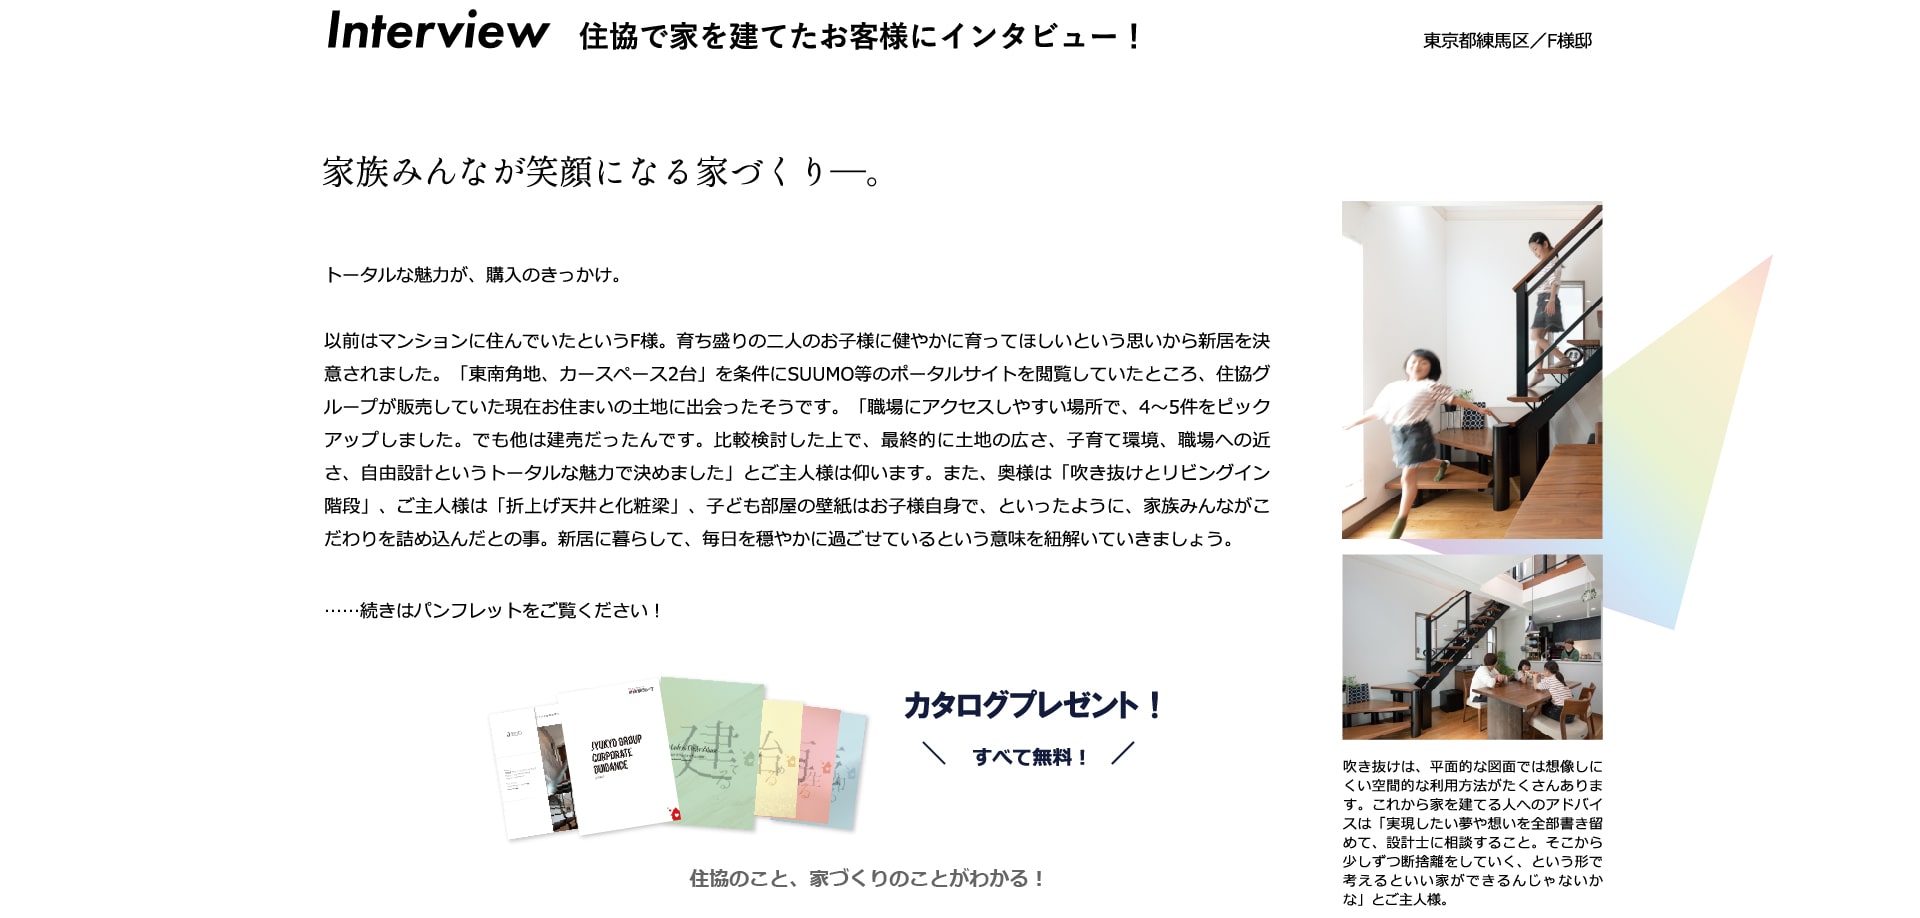 Interview 住協で家を建てたお客様にインタビュー！
東京都練馬区／F様邸
家族みんなが笑顔になる家づくり―。
トータルな魅力が、購入のきっかけ。
以前はマンションに住んでいたというF様。育ち盛りの二人のお子様に健やかに育ってほしいという思いから新居を決
意されました。「東南角地、カースペース2台」を条件にSUUMO等のポータルサイトを閲覧していたところ、住協グ
ループが販売していた現在お住まいの土地に出会ったそうです。「職場にアクセスしやすい場所で、4〜5件をピック
アップしました。でも他は建売だったんです。比較検討した上で、最終的に土地の広さ、子育て環境、職場への近
さ、自由設計というトータルな魅力で決めました」とご主人様は仰います。また、奥様は「吹き抜けとリビングイン
階段」、ご主人様は「折上げ天井と化粧梁」、子ども部屋の壁紙はお子様自身で、といったように、家族みんながこ
だわりを詰め込んだとの事。新居に暮らして、毎日を穏やかに過ごせているという意味を紐解いていきましょう。
……続きはパンフレットをご覧ください！
JYUKYO GROUP
CORPORATE
GUIDANCE
建てる
カタログプレゼント！
＼ すべて無料！ ／
住協のこと、家づくりのことがわかる！
吹き抜けは、平面的な図面では想像しに
くい空間的な利用方法がたくさんありま
す。これから家を建てる人へのアドバイ
スは「実現したい夢や想いを全部書き留
めて、設計士に相談すること。そこから
少しずつ断捨離をしていく、という形で
考えるといい家ができるんじゃないか
な」とご主人様。